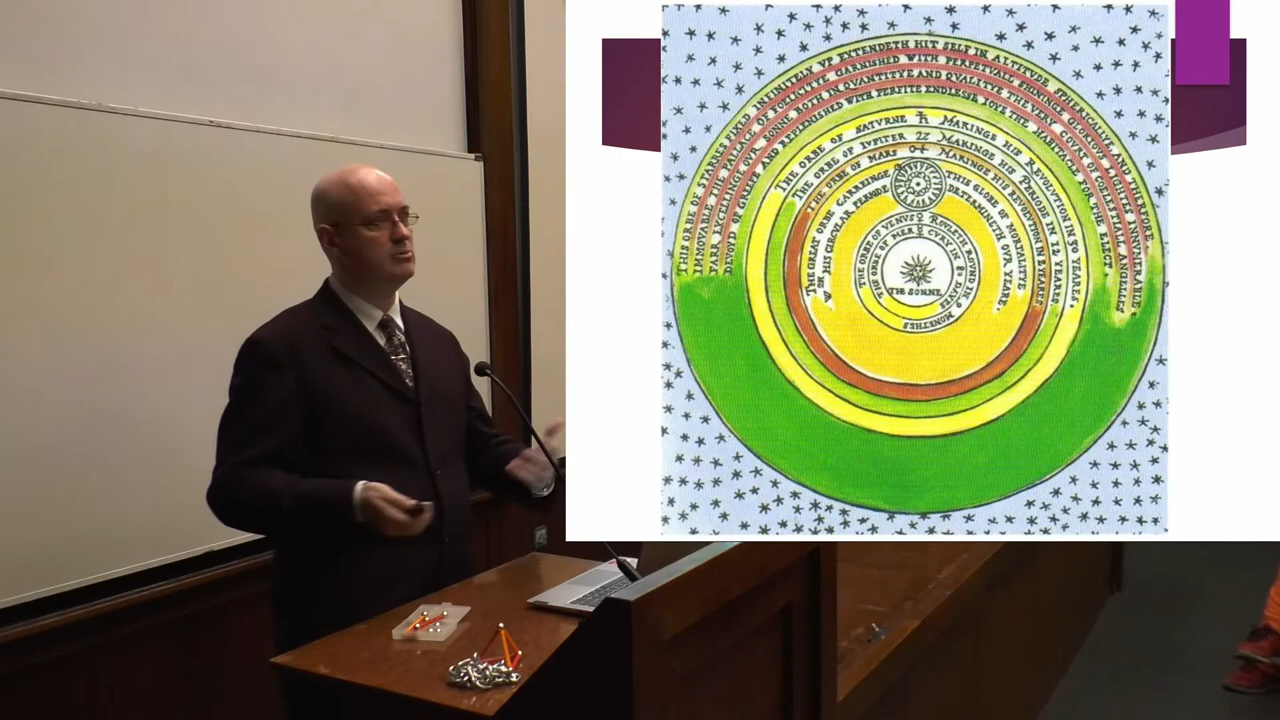 THIS ORBE OF STARRES FIXED INFINITELY VP EXTENDETH HIT SELF IN ALTITVDE SPHERICALLYE, AND THEREFORE
IMMOVABLE THE PALLACE OF FOELICITYE GARNISHED WITH PERPETVALL SHININGE GLORIOVS LIGHTES INNVMERABLE.
FARR EXCELLINGE OVR SONNE BOTH IN QVANTITYE AND QVALITYE THE VERY COVRT OF COELESTIALL ANGELLES
DEVOYD OF GREEFE AND REPLENISHED WITH PERFITE ENDLESSE IOYE THE HABITACLE FOR THE ELECT.
THE ORBE OF SATVRNE ♄ MAKINGE HIS REVOLVTION IN 30 YEARES.
THE ORBE OF IVPITER ♃ MAKINGE HIS PERIODE IN 12 YEARES
THE ORBE OF MARS ♂ MAKINGE HIS REVOLVTION IN 2 YEARES
THE GREAT ORBE CARREINGE THIS GLOBE OF MORTALITYE
HIS CIRCVLAR PERIODE DETERMINETH OVR YEARE.
THE ORBE OF VENVS ♀ ROVLETH ROVND IN 9 MONETHES
THE ORBE OF MER ☿ CVRY IN 80 DAYES
THE SONNE